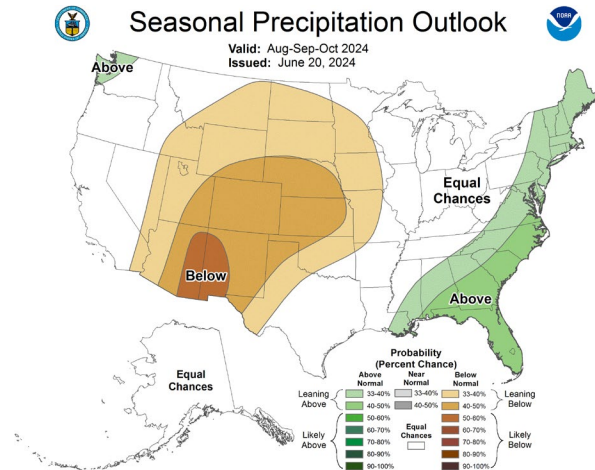 Seasonal Precipitation Outlook
NOAA
Valid: Aug-Sep-Oct 2024
Issued: June 20, 2024
Above
Equal
Chances
Below
Above
Equal
Chances
Probability
(Percent Chance)
Above
Normal
Near
Normal
Below
Normal
Leaning
Above
33-40%
33-40%
33-40%
Leaning
Below
40-50%
40-50%
40-50%
50-60%
50-60%
Likely
Above
60-70%
Equal
Chances
60-70%
Likely
Below
70-80%
70-80%
80-90%
80-90%
90-100%
90-100%